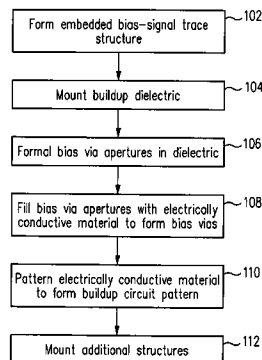 Form embedded bias-signal trace
structure
102
Mount buildup dielectric
104
Formal bias via apertures in dielectric
106
Fill bias via apertures with electrically
conductive material to form bias vias
108
Pattern electrically conductive material
to form buildup circuit pattern
110
Mount additional structures
112